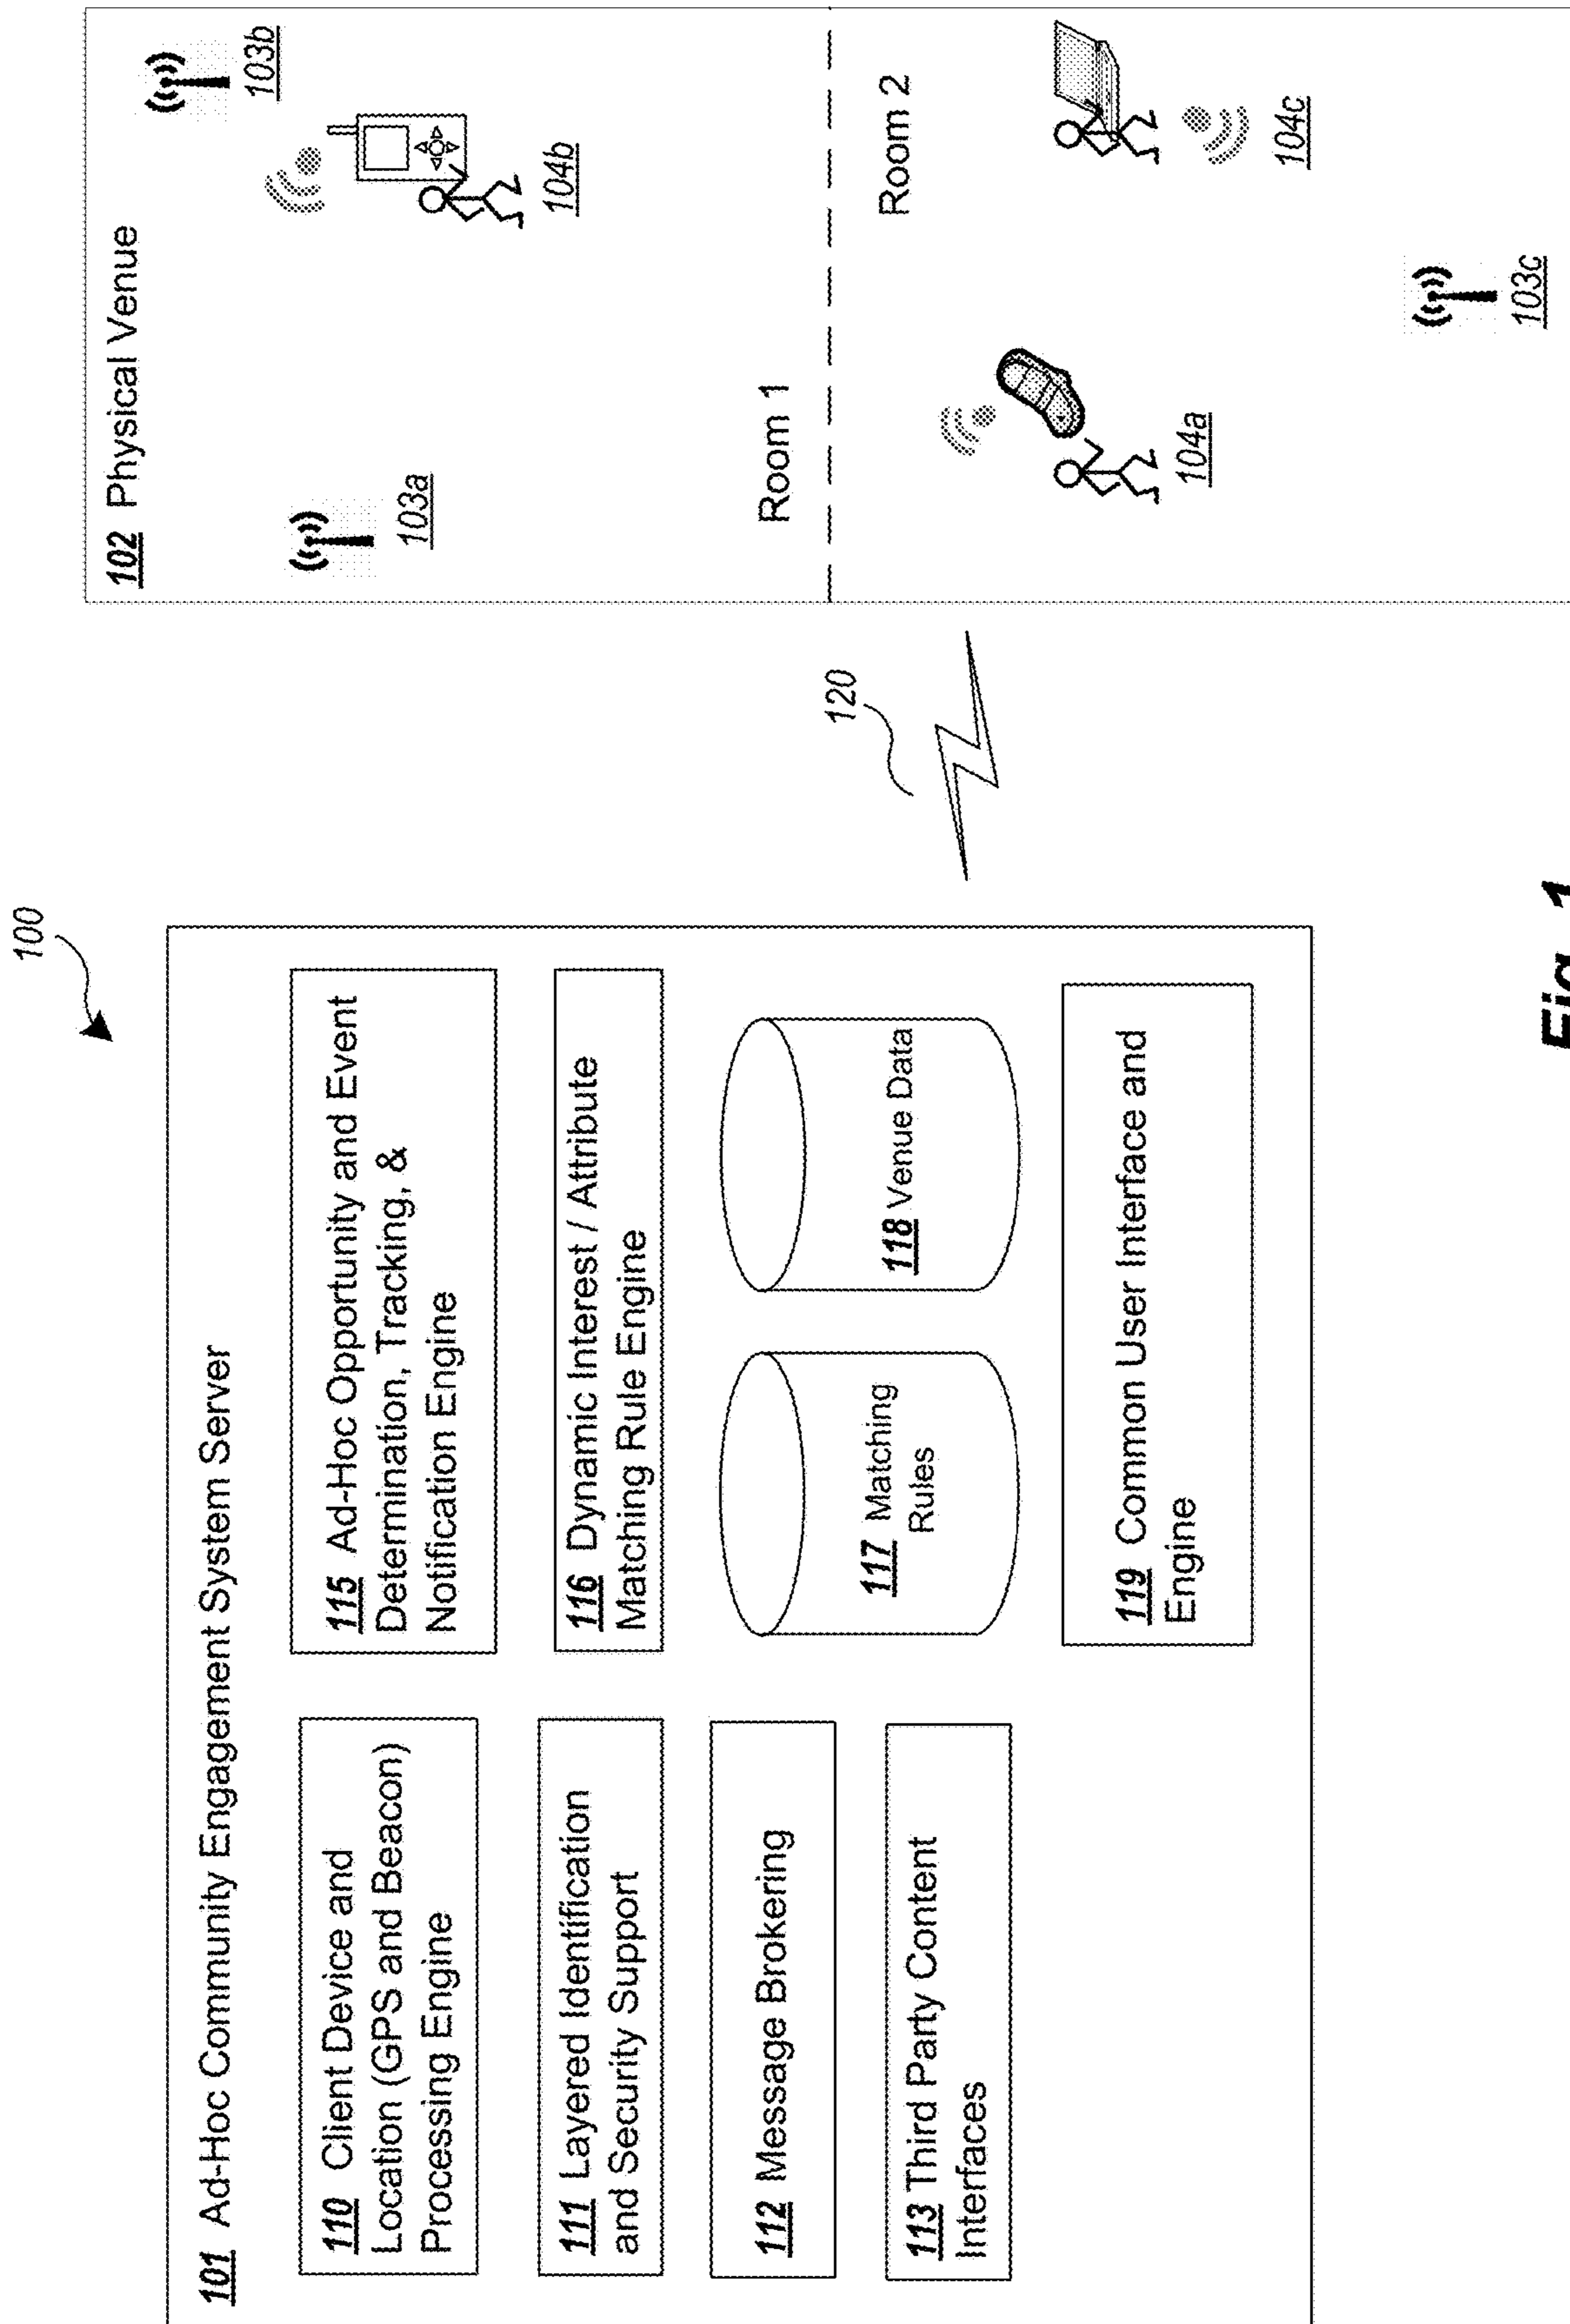 100
101 Ad-Hoc Community Engagement System Server
110 Client Device and
Location (GPS and Beacon)
Processing Engine
111 Layered Identification
and Security Support
112 Message Brokering
113 Third Party Content
Interfaces
115 Ad-Hoc Opportunity and Event
Determination, Tracking, &
Notification Engine
116 Dynamic Interest / Attribute
Matching Rule Engine
117 Matching
Rules
118 Venue Data
119 Common User Interface and
Engine
120
102 Physical Venue
103a
103b
104b
Room 1
Room 2
104a
104c
103c
Fig. 1